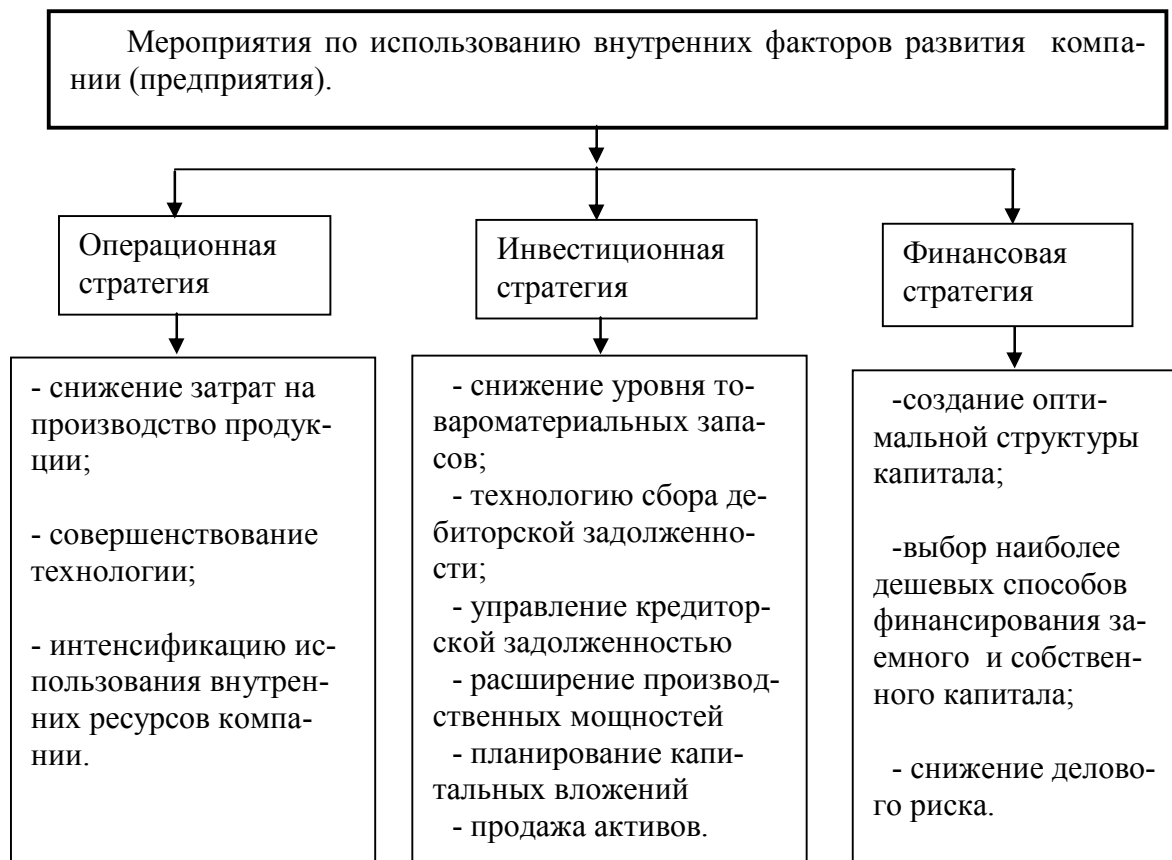 Мероприятия по использованию внутренних факторов развития компа-
нии (предприятия).
Операционная
стратегия
Инвестиционная
стратегия
Финансовая
стратегия
- снижение затрат на
производство продук-
ции;
- совершенствование
технологии;
- интенсификацию ис-
пользования внутрен-
них ресурсов компа-
нии.
- снижение уровня то-
вароматериальных запа-
сов;
- технологию сбора де-
биторской задолженно-
сти;
- управление кредитор-
ской задолженностью
- расширение производ-
ственных мощностей
- планирование капи-
тальных вложений
- продажа активов.
-создание опти-
мальной структуры
капитала;
-выбор наиболее
дешевых способов
финансирования за-
емного и собствен-
ного капитала;
- снижение делово-
го риска.